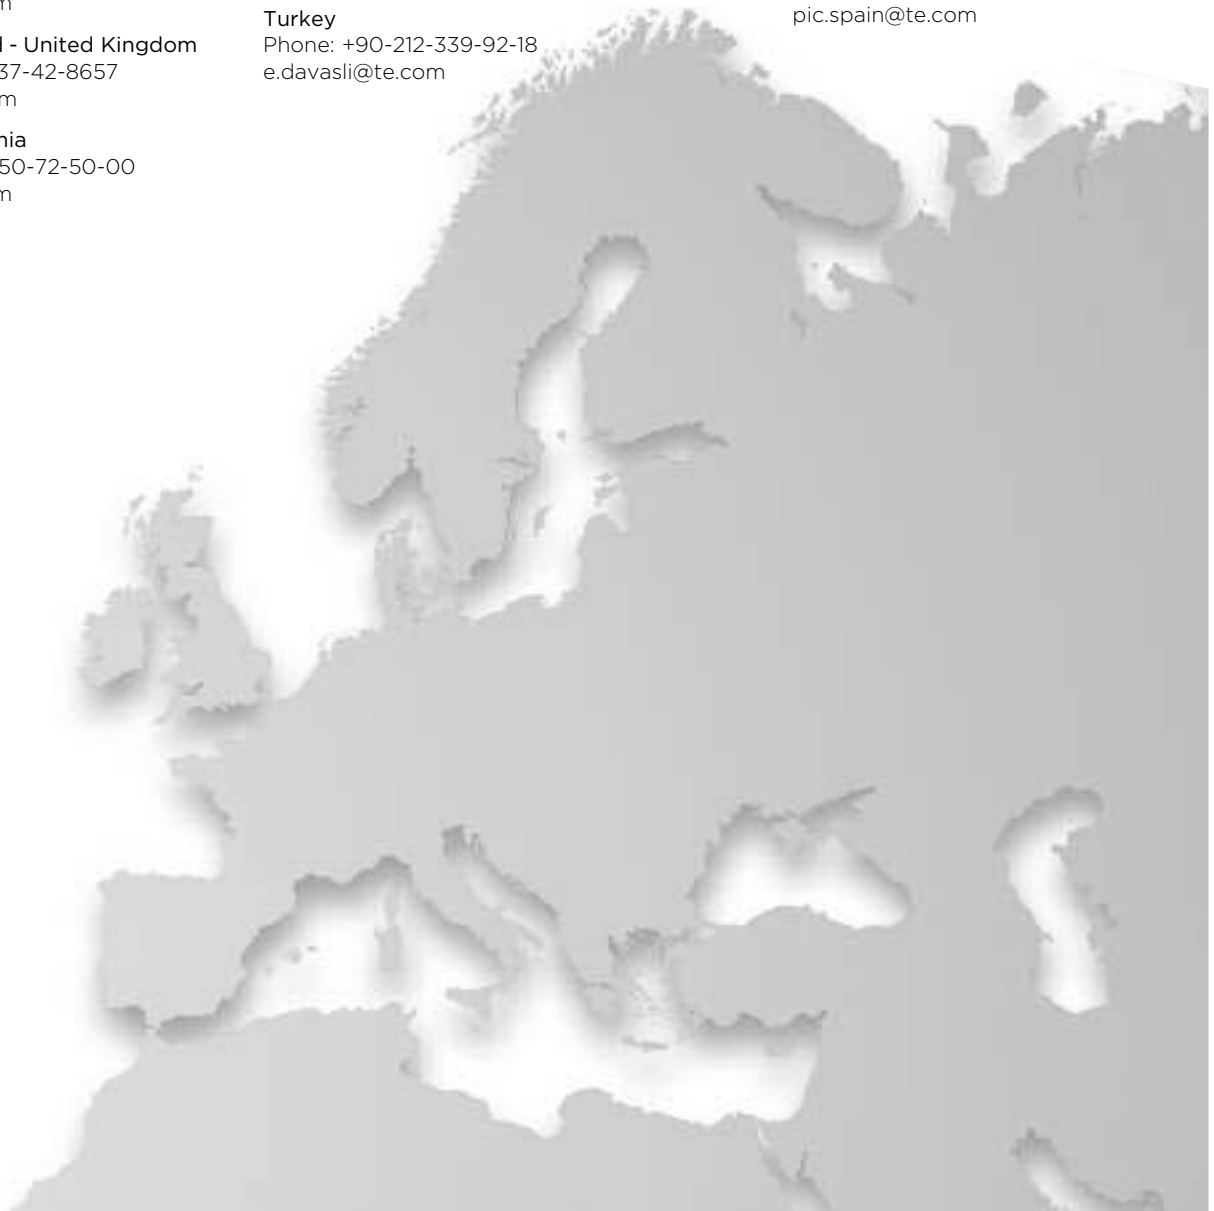 - United Kingdom
37-42-8657
50-72-50-00
Turkey
Phone: +90-212-339-92-18
e.davasli@te.com
pic.spain@te.com